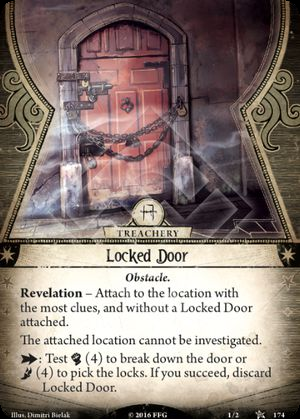 TREACHERY
Locked Door
Obstacle.
Revelation – Attach to the location with
the most clues, and without a Locked Door
attached.
The attached location cannot be investigated.
: Test (4) to break down the door or
(4) to pick the locks. If you succeed, discard
Locked Door.
Illus. Dimitri Bielak
© 2016 FFG
1/2
174